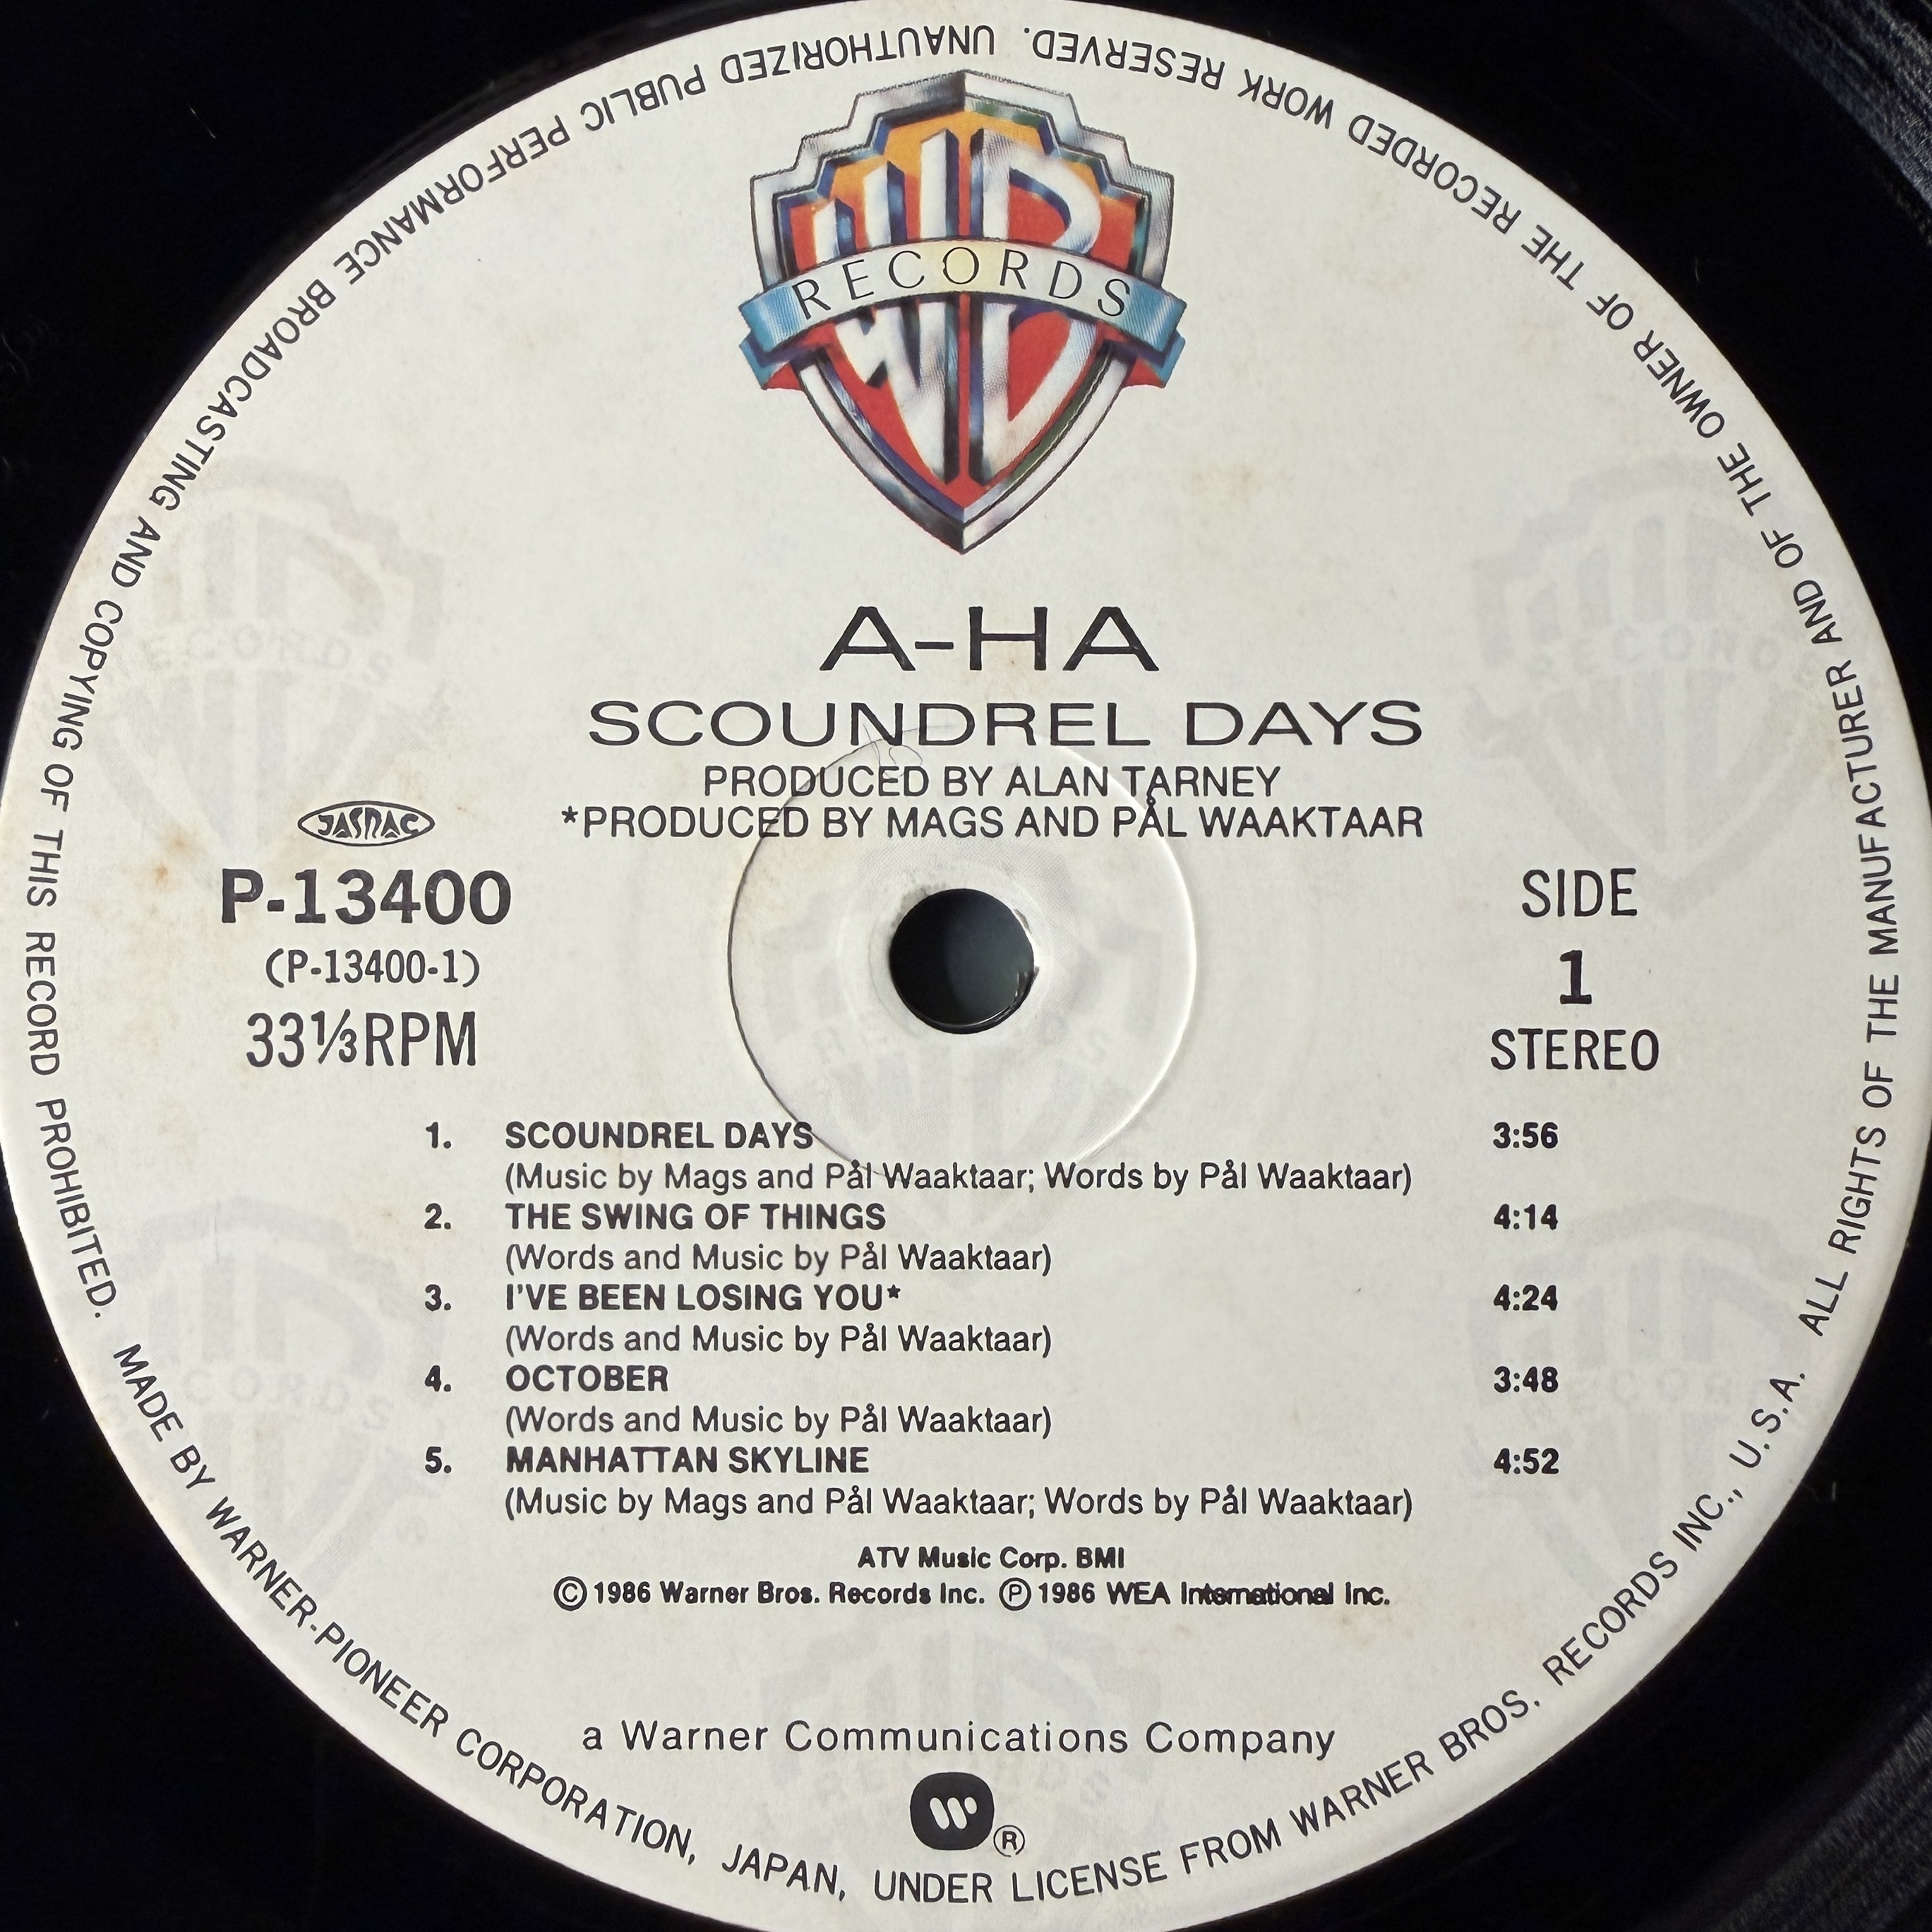 WB
RECORDS
A-HA
SCOUNDREL DAYS
PRODUCED BY ALAN TARNEY
*PRODUCED BY MAGS AND PÅL WAAKTAAR
JASRAC
P-13400
(P-13400-1)
33⅓RPM
SIDE
1
STEREO
1. SCOUNDREL DAYS 3:56
(Music by Mags and Pål Waaktaar; Words by Pål Waaktaar)
2. THE SWING OF THINGS 4:14
(Words and Music by Pål Waaktaar)
3. I'VE BEEN LOSING YOU* 4:24
(Words and Music by Pål Waaktaar)
4. OCTOBER 3:48
(Words and Music by Pål Waaktaar)
5. MANHATTAN SKYLINE 4:52
(Music by Mags and Pål Waaktaar; Words by Pål Waaktaar)
ATV Music Corp. BMI
Ⓒ 1986 Warner Bros. Records Inc. Ⓟ 1986 WEA International Inc.
a Warner Communications Company
W ®
MADE BY WARNER-PIONEER CORPORATION, JAPAN, UNDER LICENSE FROM WARNER BROS. RECORDS INC., U.S.A. ALL RIGHTS OF THE MANUFACTURER AND OF THE OWNER OF THE RECORDED WORK RESERVED. UNAUTHORIZED PUBLIC PERFORMANCE BROADCASTING AND COPYING OF THIS RECORD PROHIBITED.